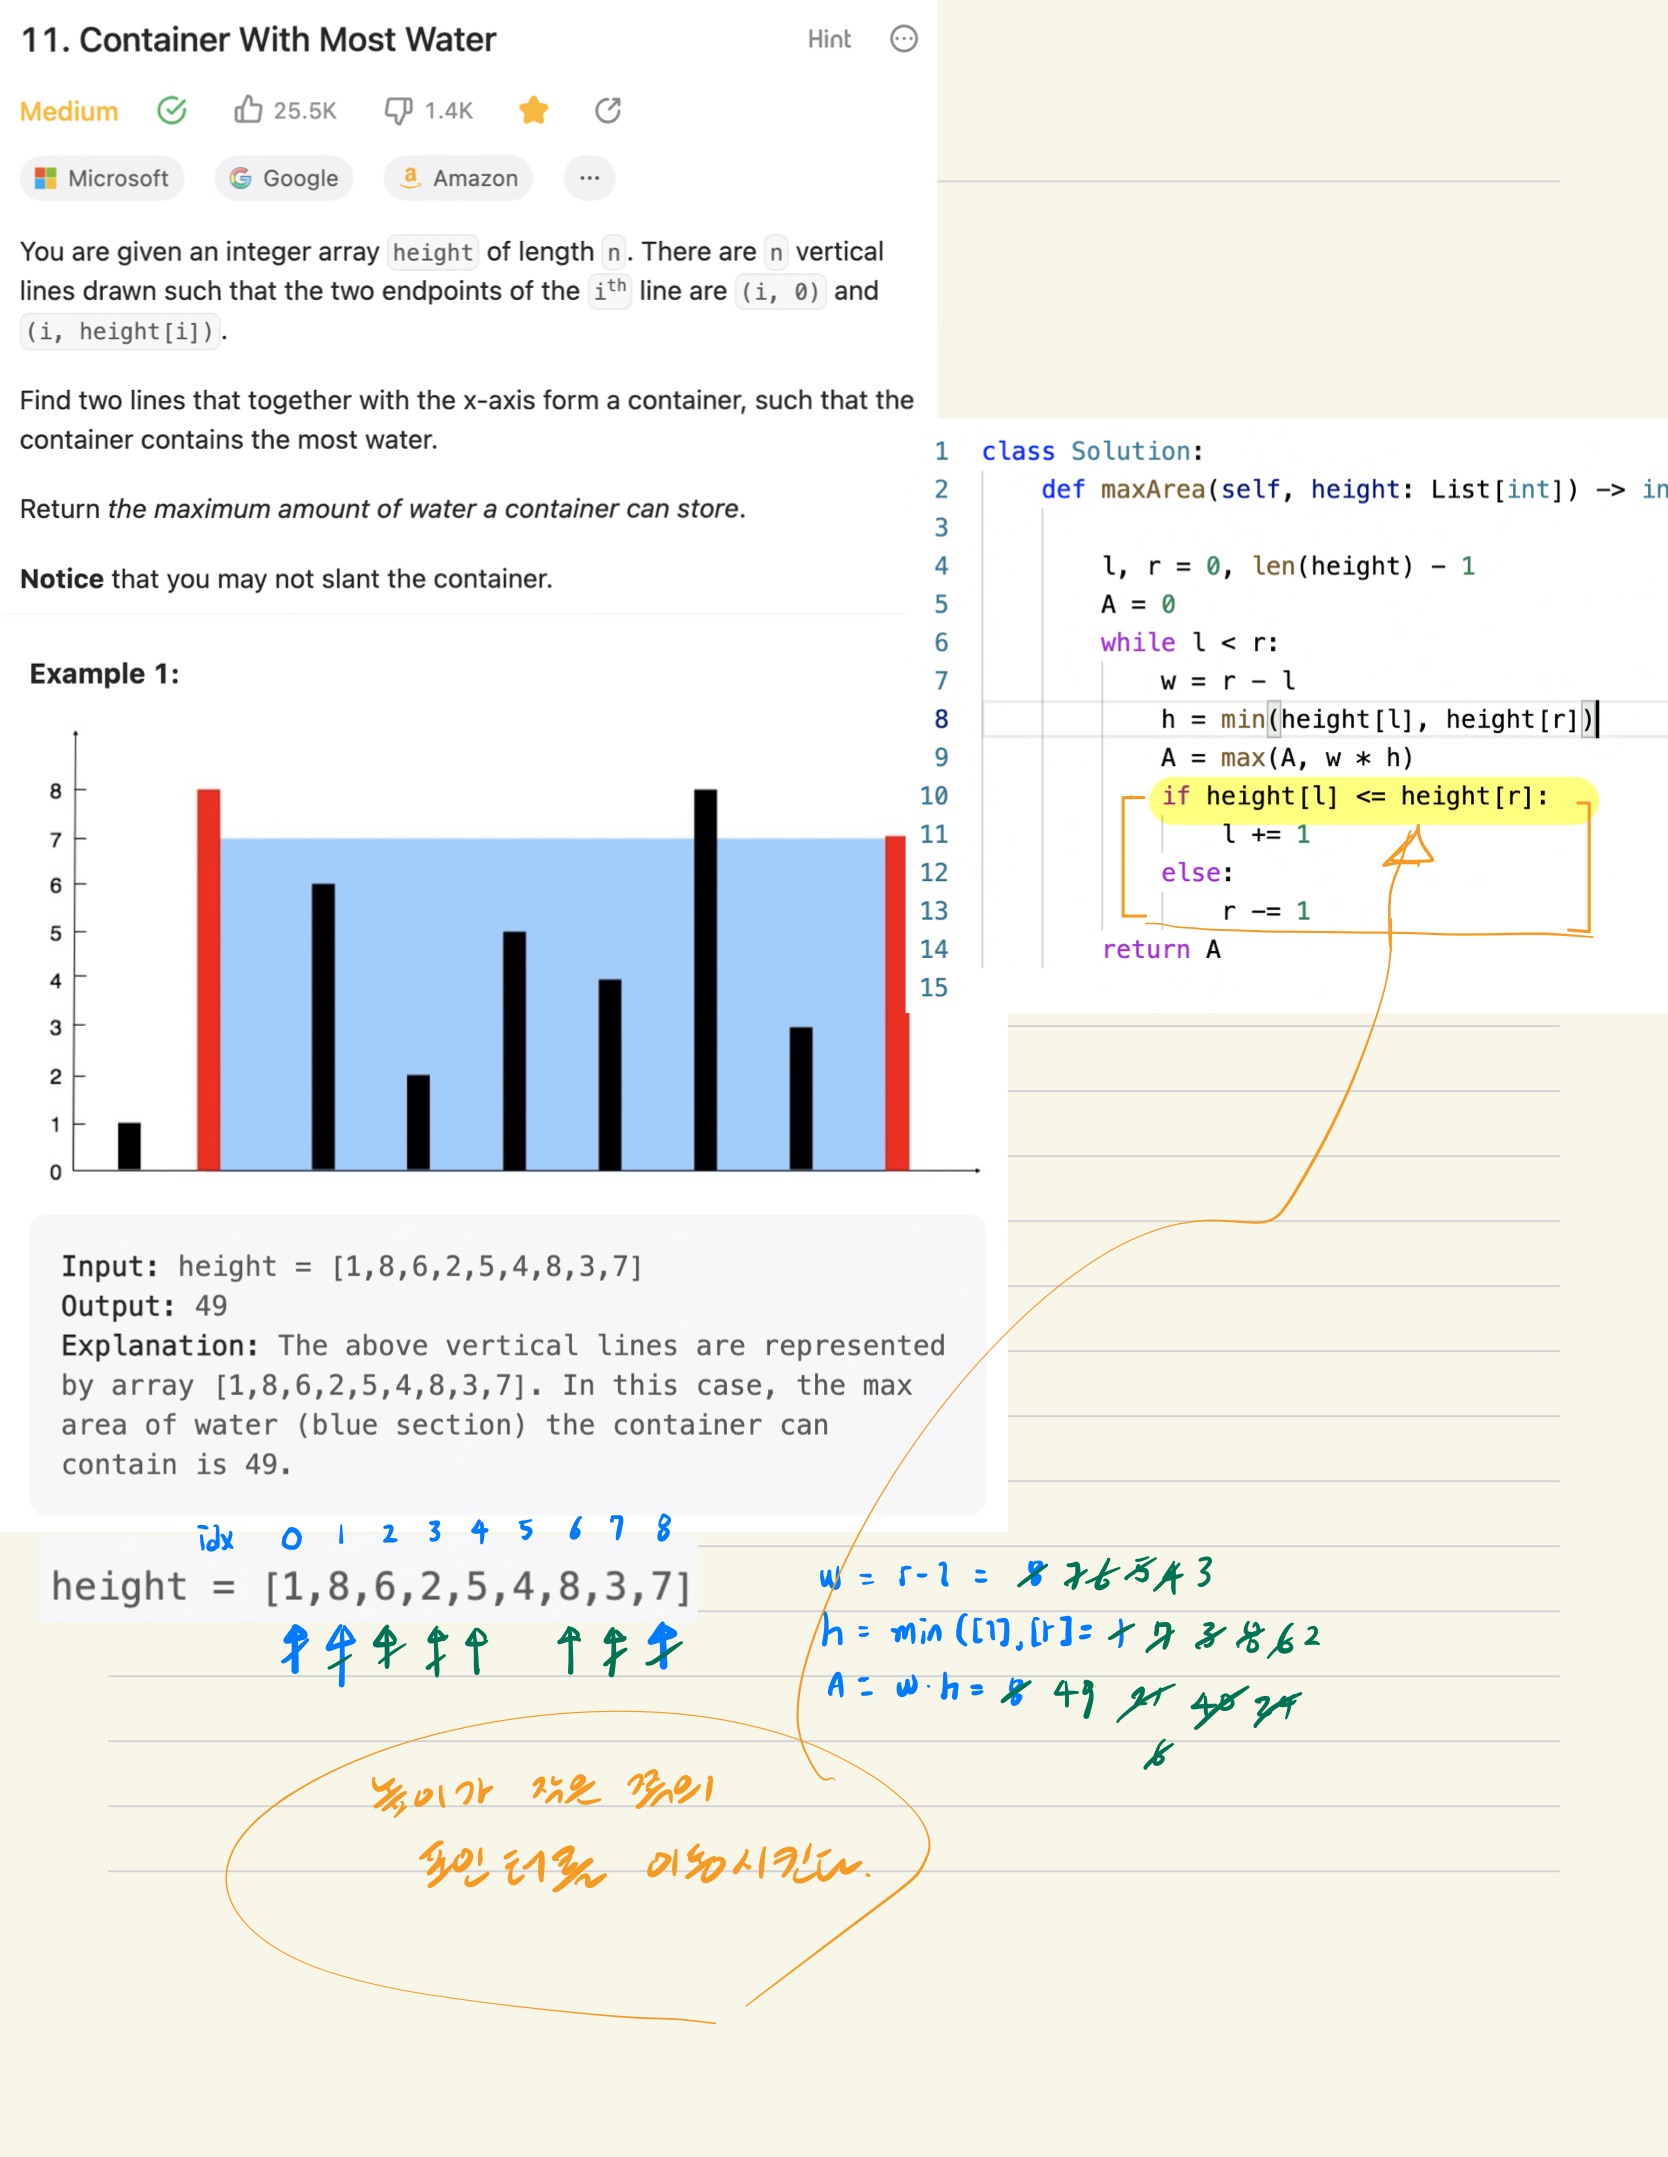 11. Container With Most Water
Hint
Medium
25.5K
1.4K
Microsoft
Google
Amazon
You are given an integer array height of length n. There are n vertical
lines drawn such that the two endpoints of the ith line are (i, 0) and
(i, height[i]).
Find two lines that together with the x-axis form a container, such that the
container contains the most water.
Return the maximum amount of water a container can store.
Notice that you may not slant the container.
Example 1:
8
7
6
5
4
3
2
1
0
Input: height = [1,8,6,2,5,4,8,3,7]
Output: 49
Explanation: The above vertical lines are represented
by array [1,8,6,2,5,4,8,3,7]. In this case, the max
area of water (blue section) the container can
contain is 49.
1 class Solution:
2 def maxArea(self, height: List[int]) -> in
3
4 l, r = 0, len(height) - 1
5 A = 0
6 while l < r:
7 w = r - l
8 h = min(height[l], height[r])
9 A = max(A, w * h)
10 if height[l] <= height[r]:
11 l += 1
12 else:
13 r -= 1
14 return A
15
idx 0 1 2 3 4 5 6 7 8
height = [1,8,6,2,5,4,8,3,7]
w = r-l = 8 7 6 5 4 3
h = min([l],[r]= 1 7 3 8 6 2
A = w·h = 8 49 21 40 24
6
높이가 작은 쪽의
포인터를 이동시킨다.